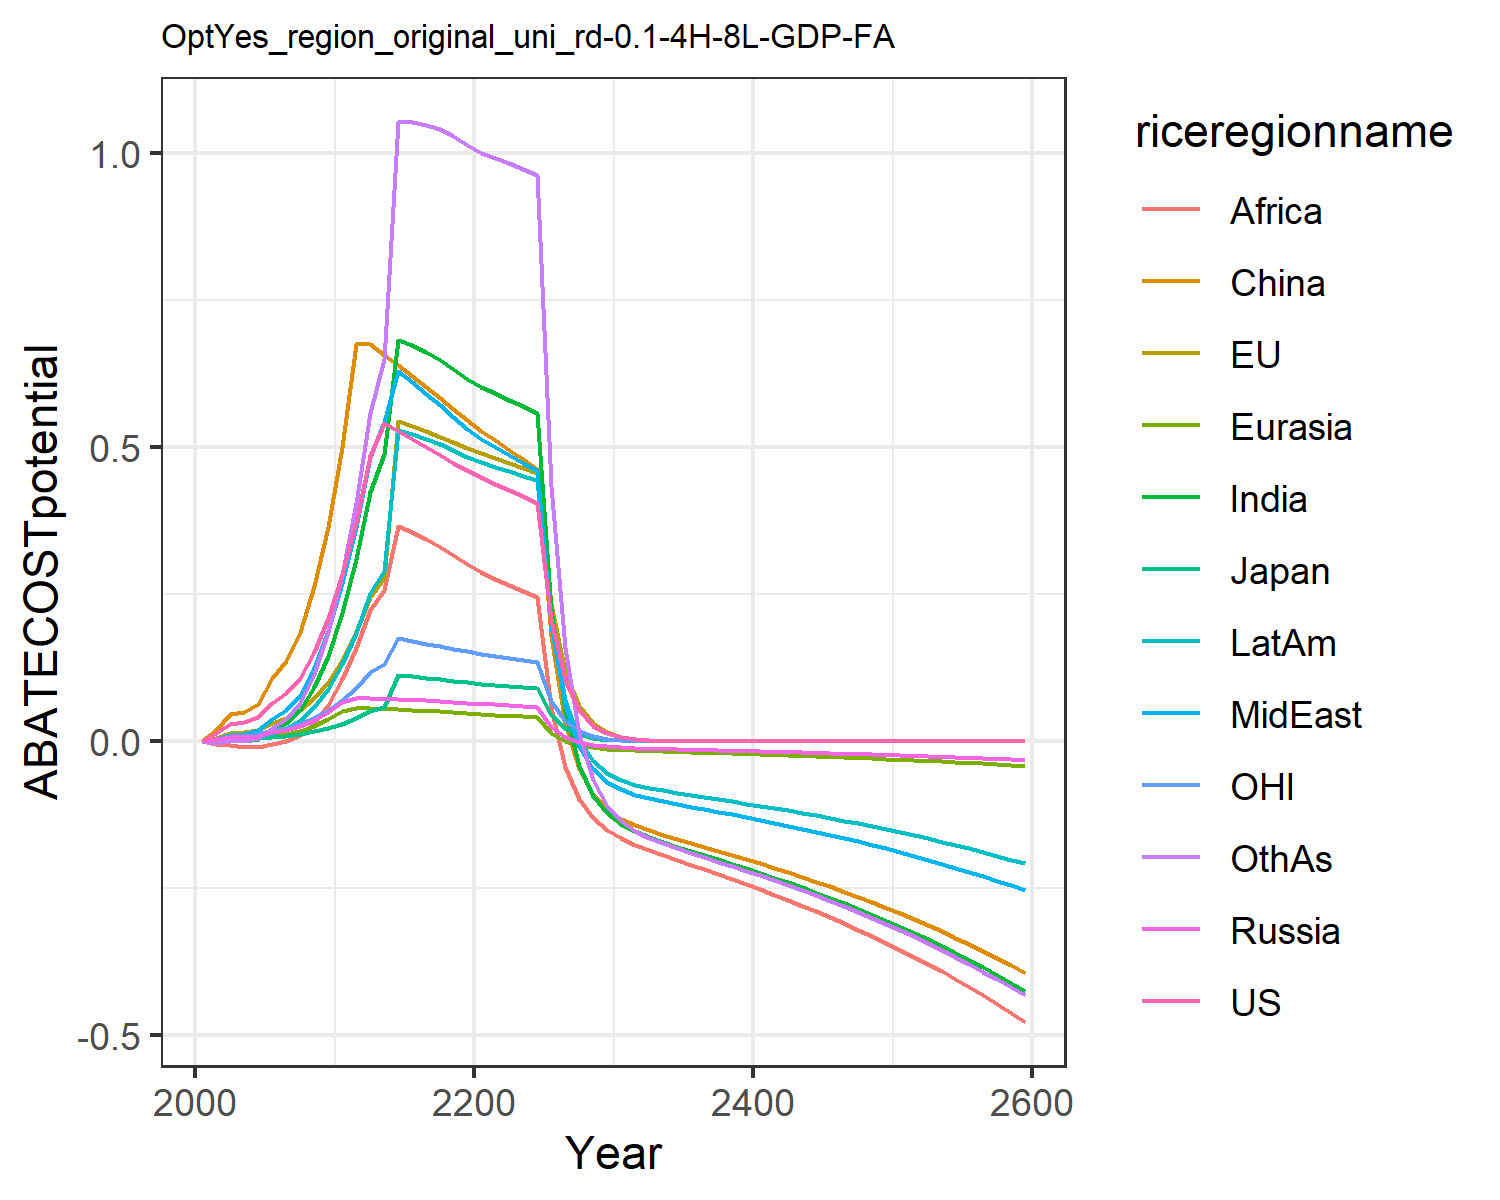 OptYes_region_original_uni_rd-0.1-4H-8L-GDP-FA
ABATECOSTpotential
1.0
0.5
0.0
-0.5
2000
2200
2400
2600
Year
riceregionname
Africa
China
EU
Eurasia
India
Japan
LatAm
MidEast
OHI
OthAs
Russia
US